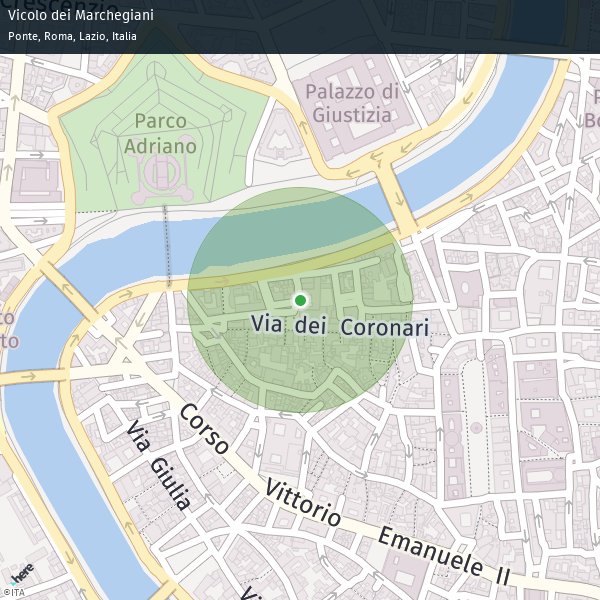 Vicolo dei Marchegiani
Ponte, Roma, Lazio, Italia
Crescenzio
Palazzo di
Giustizia
Parco
Adriano
Via dei Coronari
Corso
Vittorio
Emanuele II
Via Giulia
here
©ITA